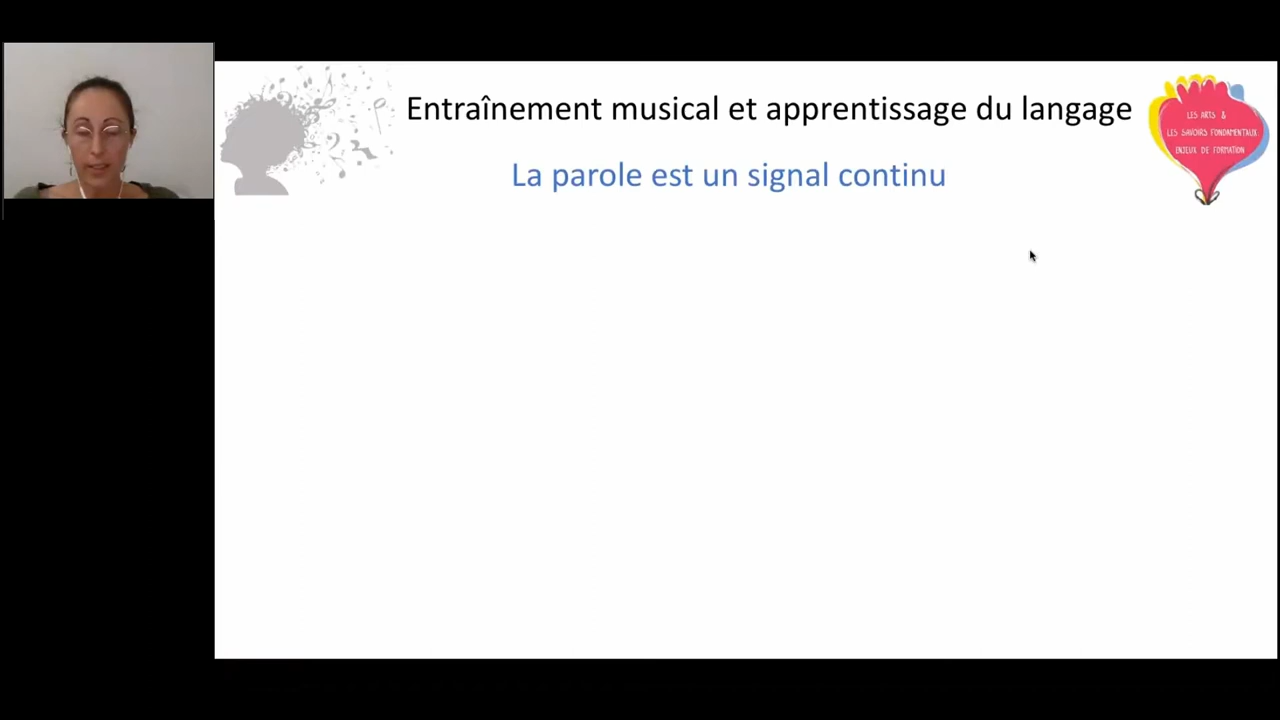 Entraînement musical et apprentissage du langage
La parole est un signal continu
LES ARTS &
LES SAVOIRS FONDAMENTAUX:
ENJEUX DE FORMATION